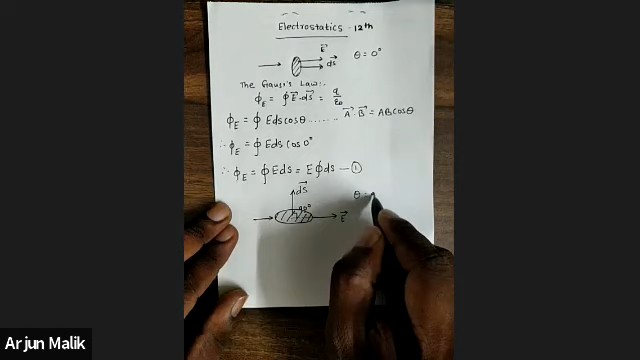 Electrostatics - 12th
E⃗
ds⃗
θ = 0°
The Gauss's Law:-
ϕE = ∮ E⃗·ds⃗ = q/ε0
ϕE = ∮ Eds cosθ ....... A⃗·B⃗ = ABcosθ
∴ ϕE = ∮ Eds cos 0°
∴ ϕE = ∮ Eds = E ∮ds — ①
ds⃗
90°
E⃗
θ =
Arjun Malik